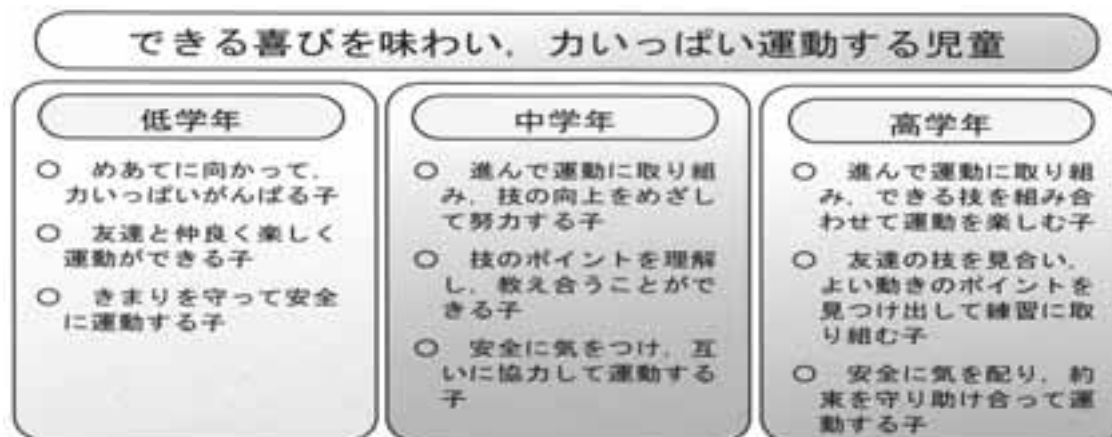 できる喜びを味わい，力いっぱい運動する児童
低学年
○　めあてに向かって，
力いっぱいがんばる子
○　友達と仲良く楽しく
運動ができる子
○　きまりを守って安全
に運動する子
中学年
○　進んで運動に取り組
み，技の向上をめざし
て努力する子
○　技のポイントを理解
し，教え合うことがで
きる子
○　安全に気をつけ，互
いに協力して運動する
子
高学年
○　進んで運動に取り組
み，できる技を組み合
わせて運動を楽しむ子
○　友達の技を見合い，
よい動きのポイントを
見つけ出して練習に取
り組む子
○　安全に気を配り，約
束を守り助け合って運
動する子